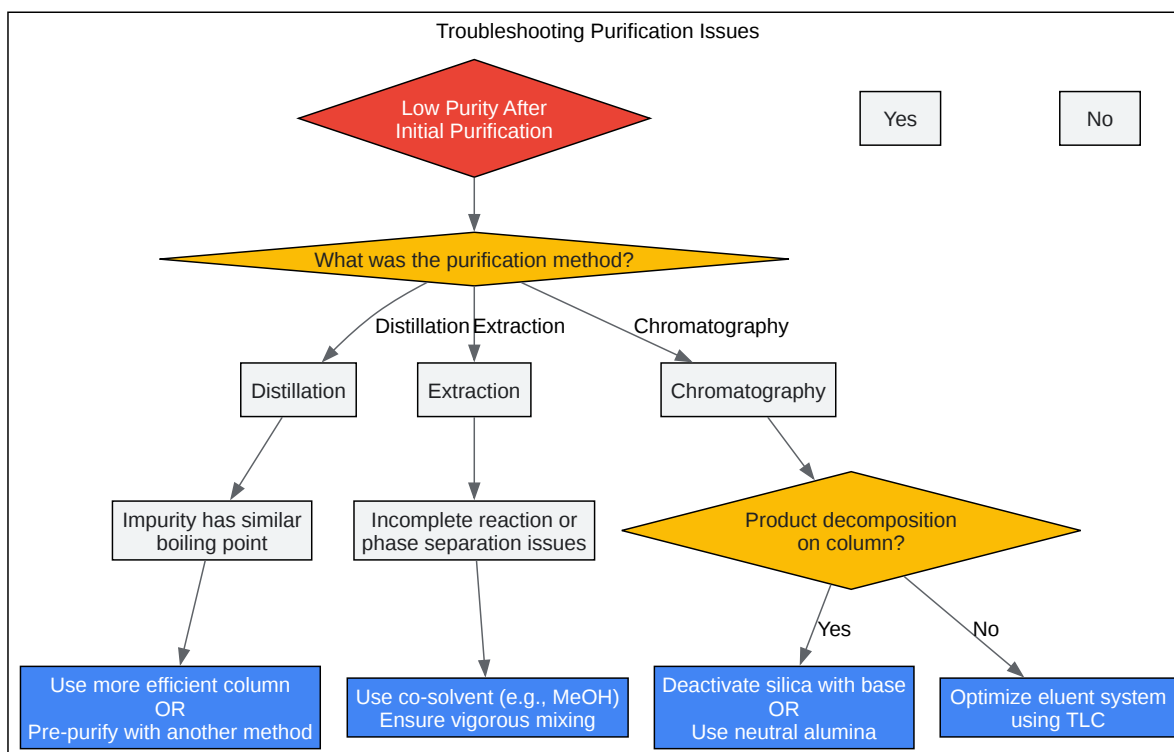 Troubleshooting Purification Issues
Low Purity After
Initial Purification
Yes
No
What was the purification method?
Distillation
Extraction
Chromatography
Distillation
Extraction
Chromatography
Impurity has similar
boiling point
Incomplete reaction or
phase separation issues
Product decomposition
on column?
Yes
No
Use more efficient column
OR
Pre-purify with another method
Use co-solvent (e.g., MeOH)
Ensure vigorous mixing
Deactivate silica with base
OR
Use neutral alumina
Optimize eluent system
using TLC